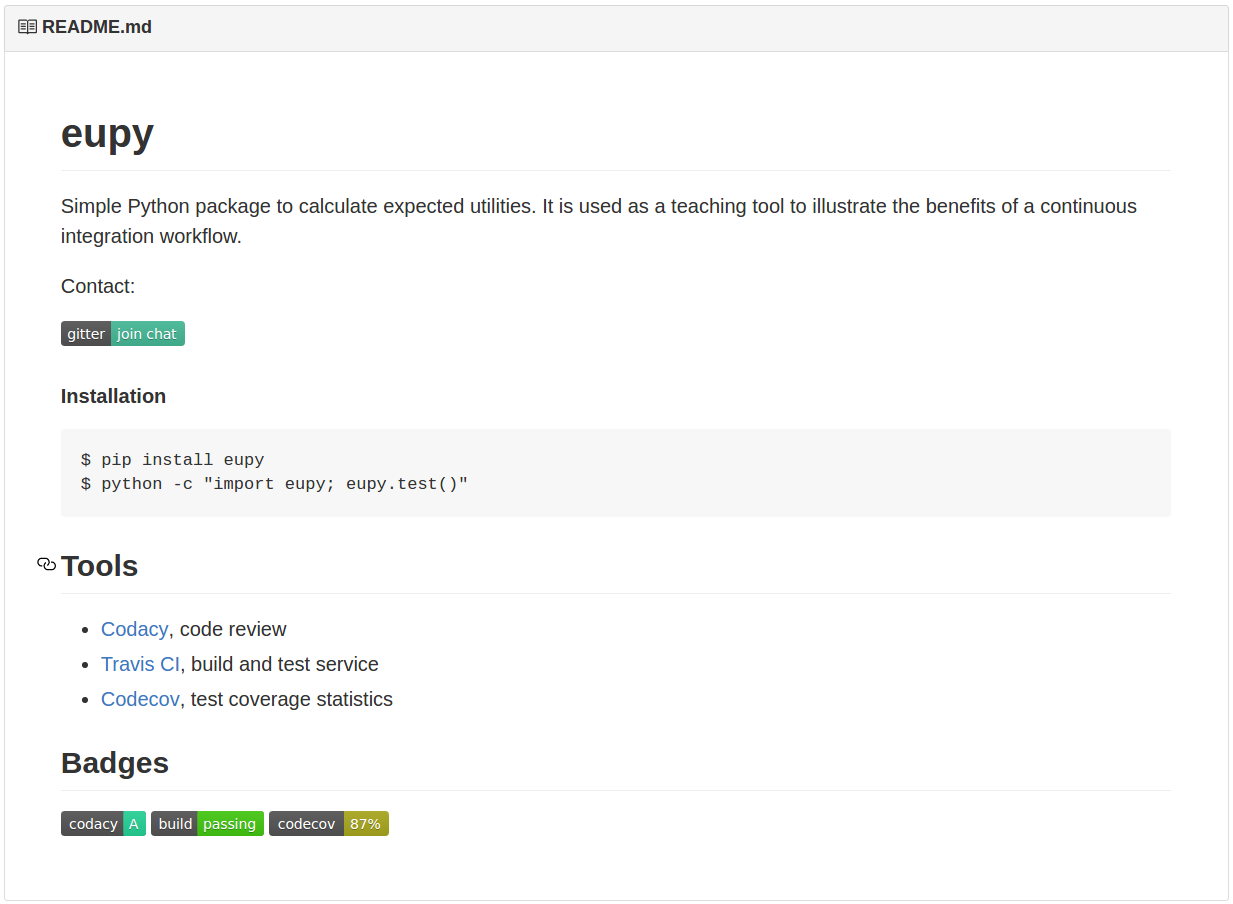 README.md
eupy
Simple Python package to calculate expected utilities. It is used as a teaching tool to illustrate the benefits of a continuous
integration workflow.
Contact:
gitter join chat
Installation
$ pip install eupy
$ python -c "import eupy; eupy.test()"
Tools
Codacy, code review
Travis CI, build and test service
Codecov, test coverage statistics
Badges
codacy A build passing codecov 87%